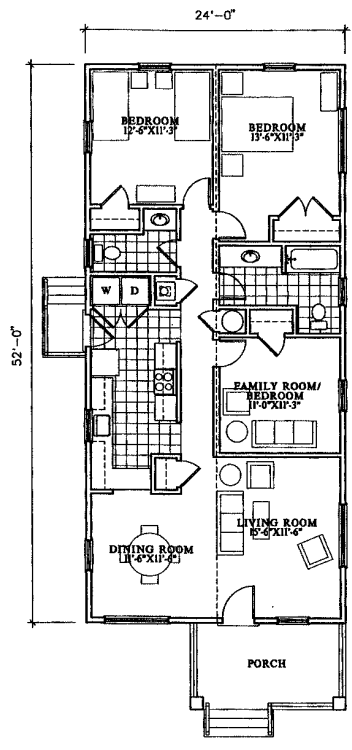 24'-0"
BEDROOM
12'-6"X11'-3"
BEDROOM
13'-6"X11'-3"
W D
52'-0"
FAMILY ROOM/
BEDROOM
11'-0"X11'-3"
LIVING ROOM
15'-6"X11'-6"
DINING ROOM
11'-6"X11'-6"
PORCH